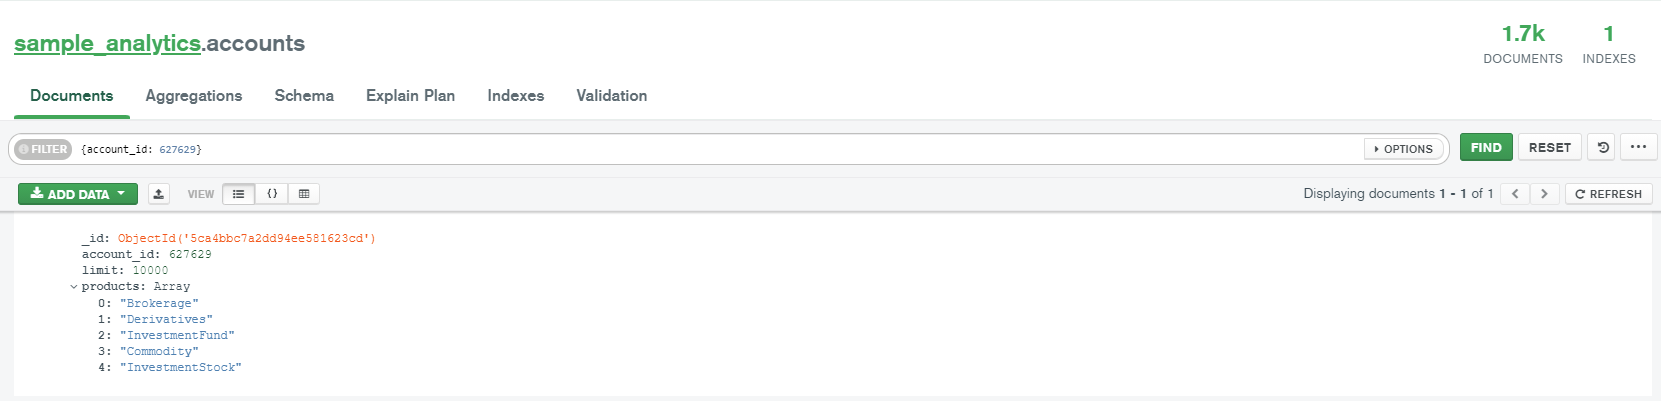 sample_analytics.accounts
1.7k DOCUMENTS
1 INDEXES
Documents Aggregations Schema Explain Plan Indexes Validation
FILTER {account_id: 627629} OPTIONS FIND RESET ...
ADD DATA VIEW {} Displaying documents 1 - 1 of 1 < > REFRESH
_id: ObjectId('5ca4bbc7a2dd94ee581623cd')
account_id: 627629
limit: 10000
products: Array
0: "Brokerage"
1: "Derivatives"
2: "InvestmentFund"
3: "Commodity"
4: "InvestmentStock"